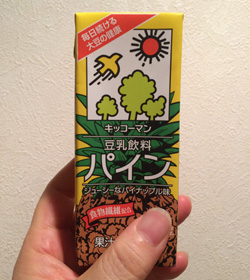 毎日続ける
大豆の健康
キッコーマン
豆乳飲料
パイン
ジューシーなパイナップル味
食物繊維
果汁